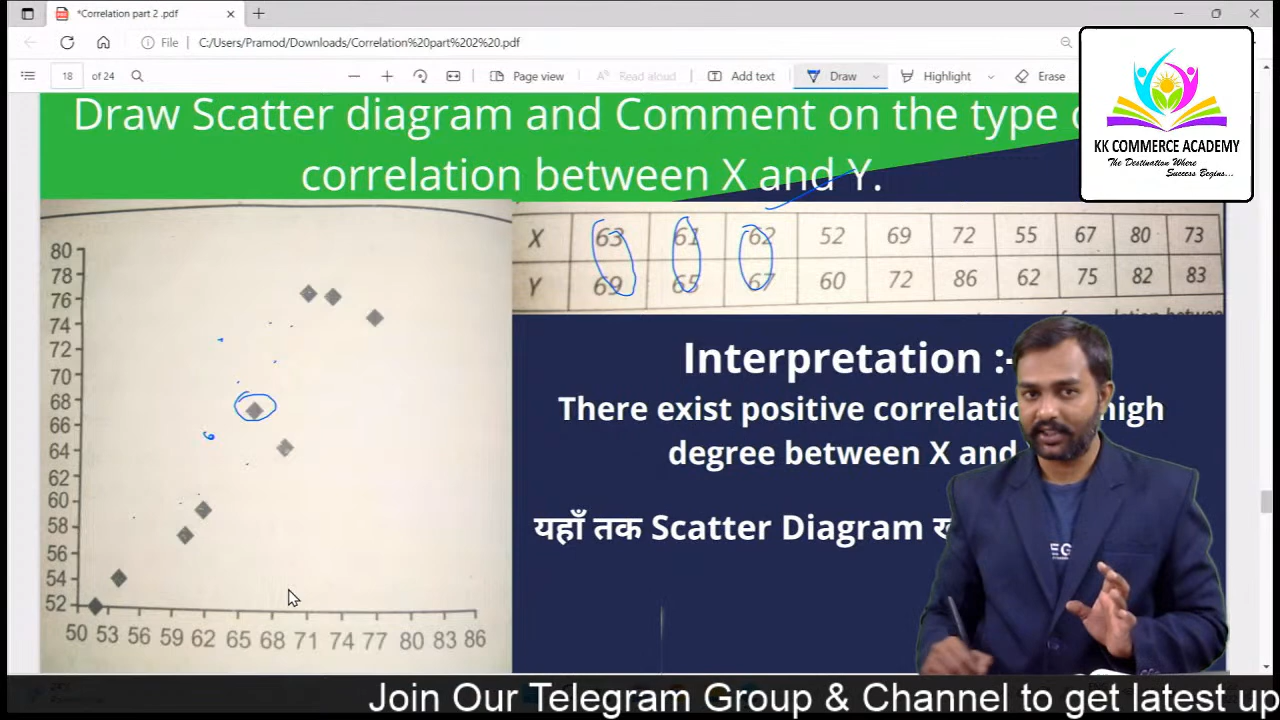 *Correlation part 2 .pdf
File
C:/Users/Pramod/Downloads/Correlation%20part%202%20.pdf
18 of 24
Page view
Read aloud
Add text
Draw
Highlight
Erase
KK COMMERCE ACADEMY
The Destination Where
Success Begins...
Draw Scatter diagram and Comment on the type
correlation between X and Y.
X 63 61 62 52 69 72 55 67 80 73
Y 69 65 67 60 72 86 62 75 82 83
80
78
76
74
72
70
68
66
64
62
60
58
56
54
52
50 53 56 59 62 65 68 71 74 77 80 83 86
Interpretation :-
There exist positive high
degree between X and
यहाँ तक Scatter Diagram
Join Our Telegram Group & Channel to get latest up